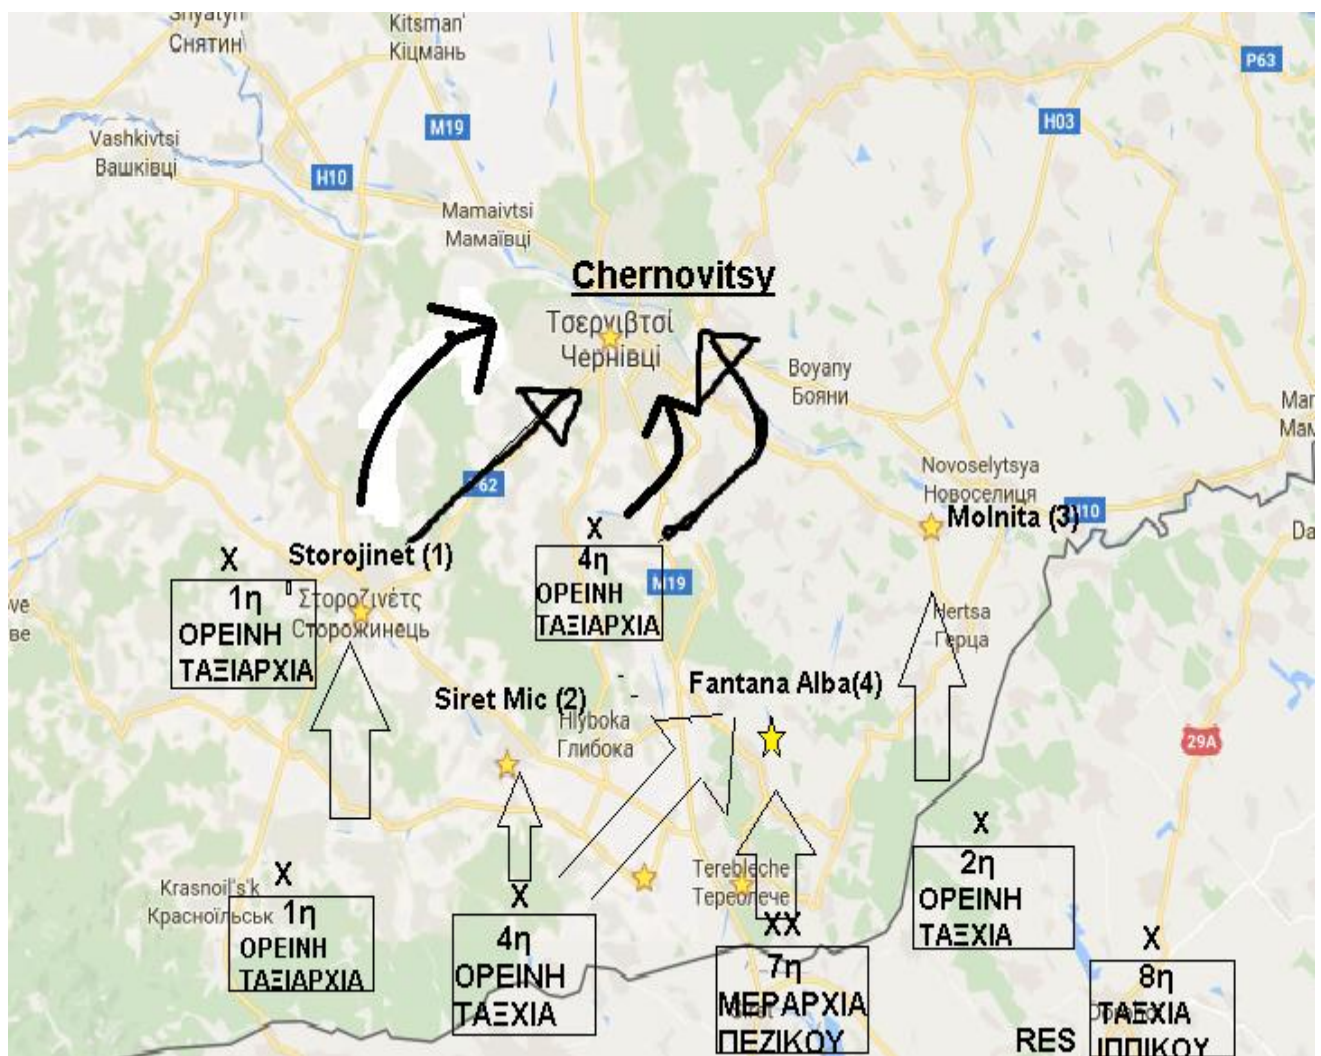 Снятин
Kitsman'
Кіцмань
P63
M19
H03
Vashkivtsi
Вашківці
H10
Mamaivtsi
Мамаївці
Chernovitsy
Τσερνιβτσί
Чернівці
Boyany
Бояни
Novoselytsya
Новоселиця
Molnita (3)
H10
62
X
Storojinet (1)
1η
ΟΡΕΙΝΗ
ΤΑΞΙΑΡΧΙΑ
Στοροζινέτς
Сторожинець
X
4η
ΟΡΕΙΝΗ
ΤΑΞΙΑΡΧΙΑ
M19
Hertsa
Герца
Siret Mic (2)
Hlyboka
Глибока
Fantana Alba(4)
29A
Krasnoil's'k
Красноїльськ
X
1η
ΟΡΕΙΝΗ
ΤΑΞΙΑΡΧΙΑ
X
4η
ΟΡΕΙΝΗ
ΤΑΞΧΙΑ
Terebleche
Тереблече
XX
7η
ΜΕΡΑΡΧΙΑ
ΠΕΖΙΚΟΥ
X
2η
ΟΡΕΙΝΗ
ΤΑΞΧΙΑ
RES
X
8η
ΤΑΞΧΙΑ
ΙΠΠΙΚΟΥ